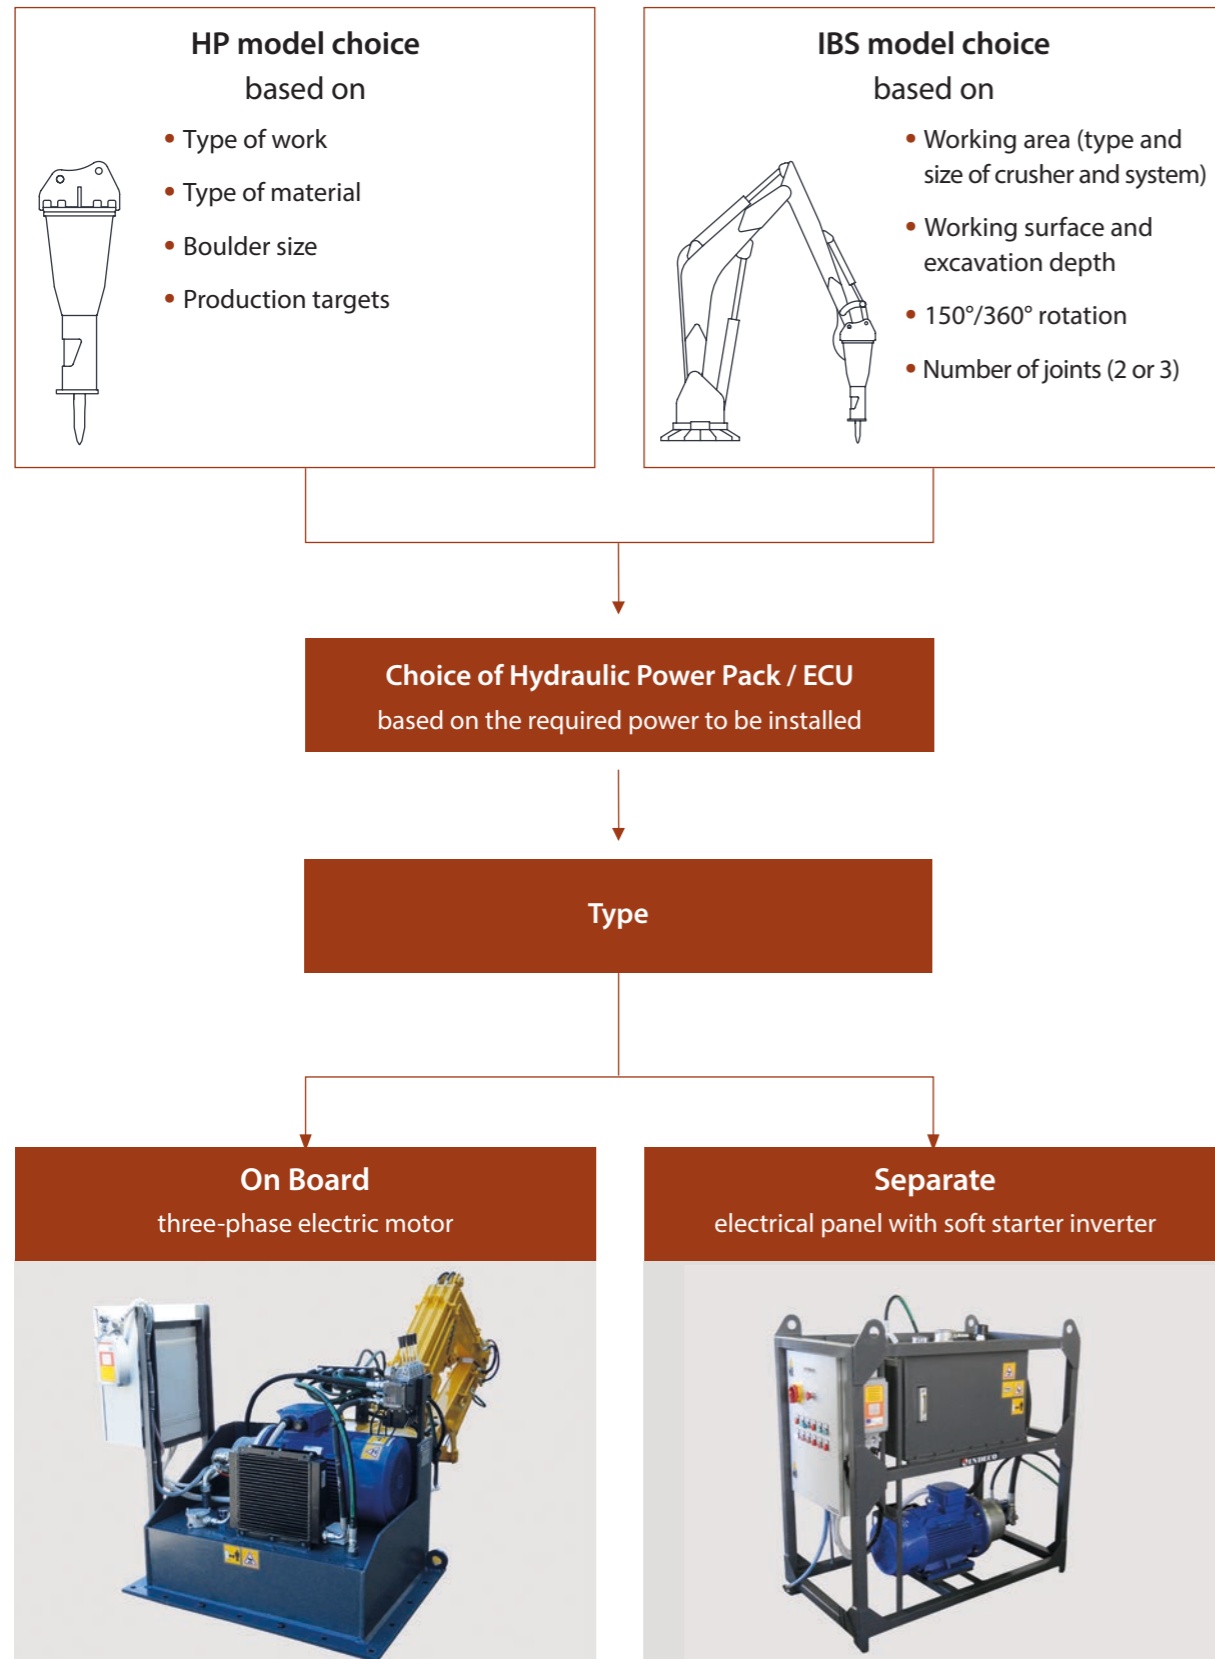 HP model choice
based on
• Type of work
• Type of material
• Boulder size
• Production targets
IBS model choice
based on
• Working area (type and
size of crusher and system)
• Working surface and
excavation depth
• 150°/360° rotation
• Number of joints (2 or 3)
Choice of Hydraulic Power Pack / ECU
based on the required power to be installed
Type
On Board
three-phase electric motor
Separate
electrical panel with soft starter inverter
INDECO